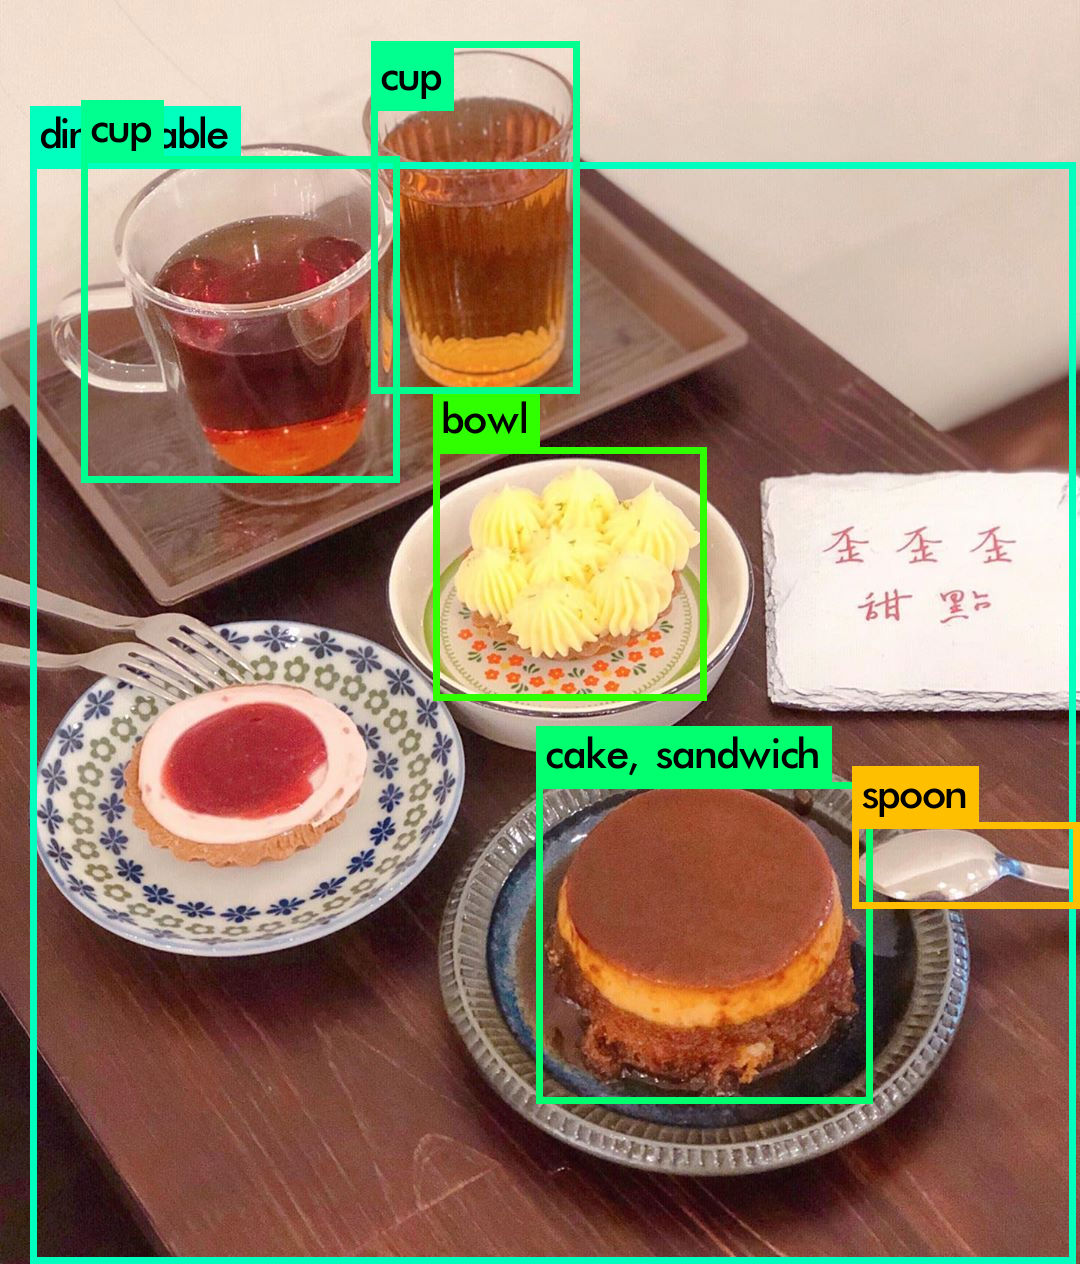 cup
cup
bowl
歪歪歪
甜點
cake, sandwich
spoon